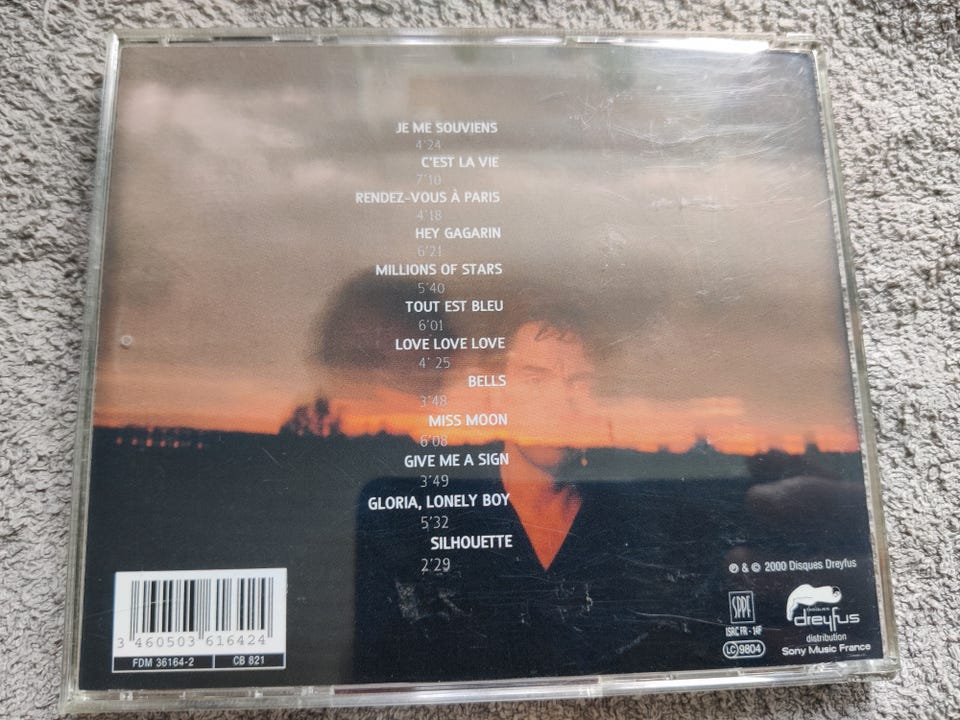 JE ME SOUVIENS
4'24
C'EST LA VIE
7'10
RENDEZ-VOUS À PARIS
4'18
HEY GAGARIN
6'21
MILLIONS OF STARS
5'40
TOUT EST BLEU
6'01
LOVE LOVE LOVE
4' 25
BELLS
3'48
MISS MOON
6'08
GIVE ME A SIGN
3'49
GLORIA, LONELY BOY
5'32
SILHOUETTE
2'29
℗ & © 2000 Disques Dreyfus
SPPF
ISRC FR - 14F
LC 9804
DISQUES
dreyfus
distribution
Sony Music France
3 460503 616424
FDM 36164-2 CB 821